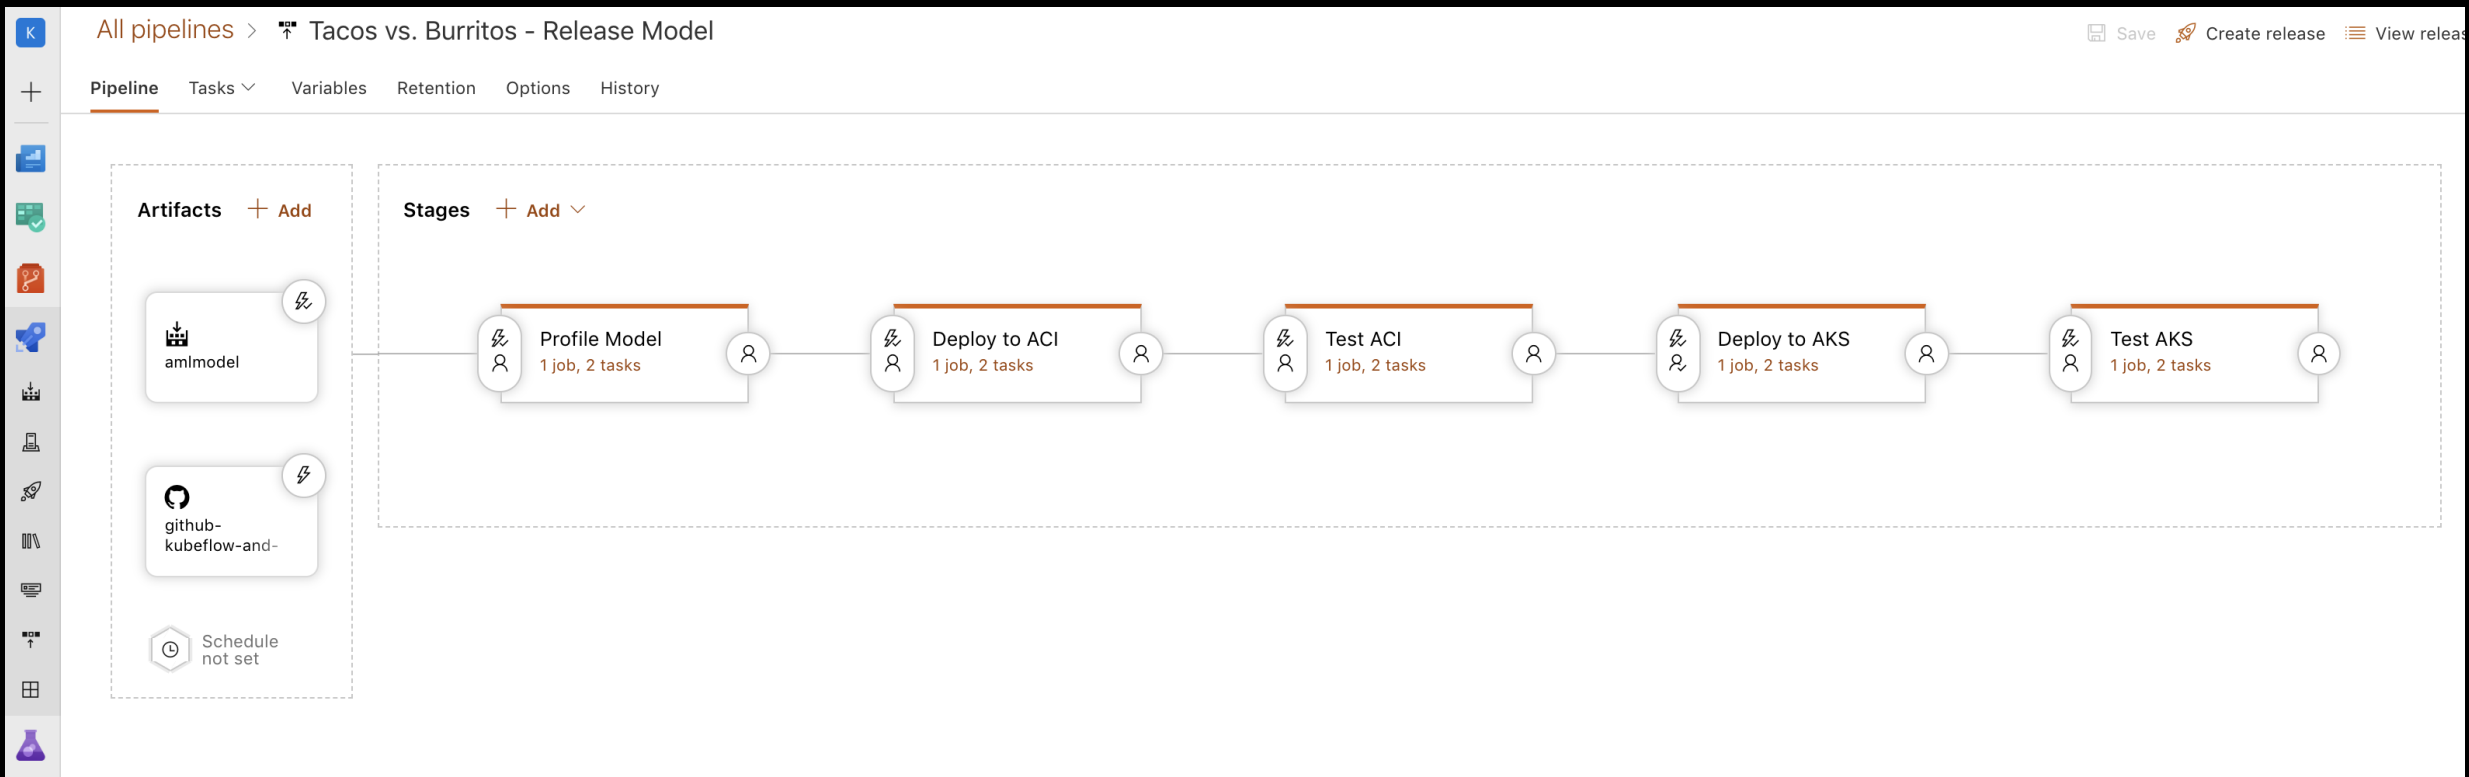 K
All pipelines > Tacos vs. Burritos - Release Model
Save Create release View releas
Pipeline Tasks Variables Retention Options History
Artifacts Add
Stages Add
amlmodel
github-
kubeflow-and-
Schedule
not set
Profile Model
1 job, 2 tasks
Deploy to ACI
1 job, 2 tasks
Test ACI
1 job, 2 tasks
Deploy to AKS
1 job, 2 tasks
Test AKS
1 job, 2 tasks